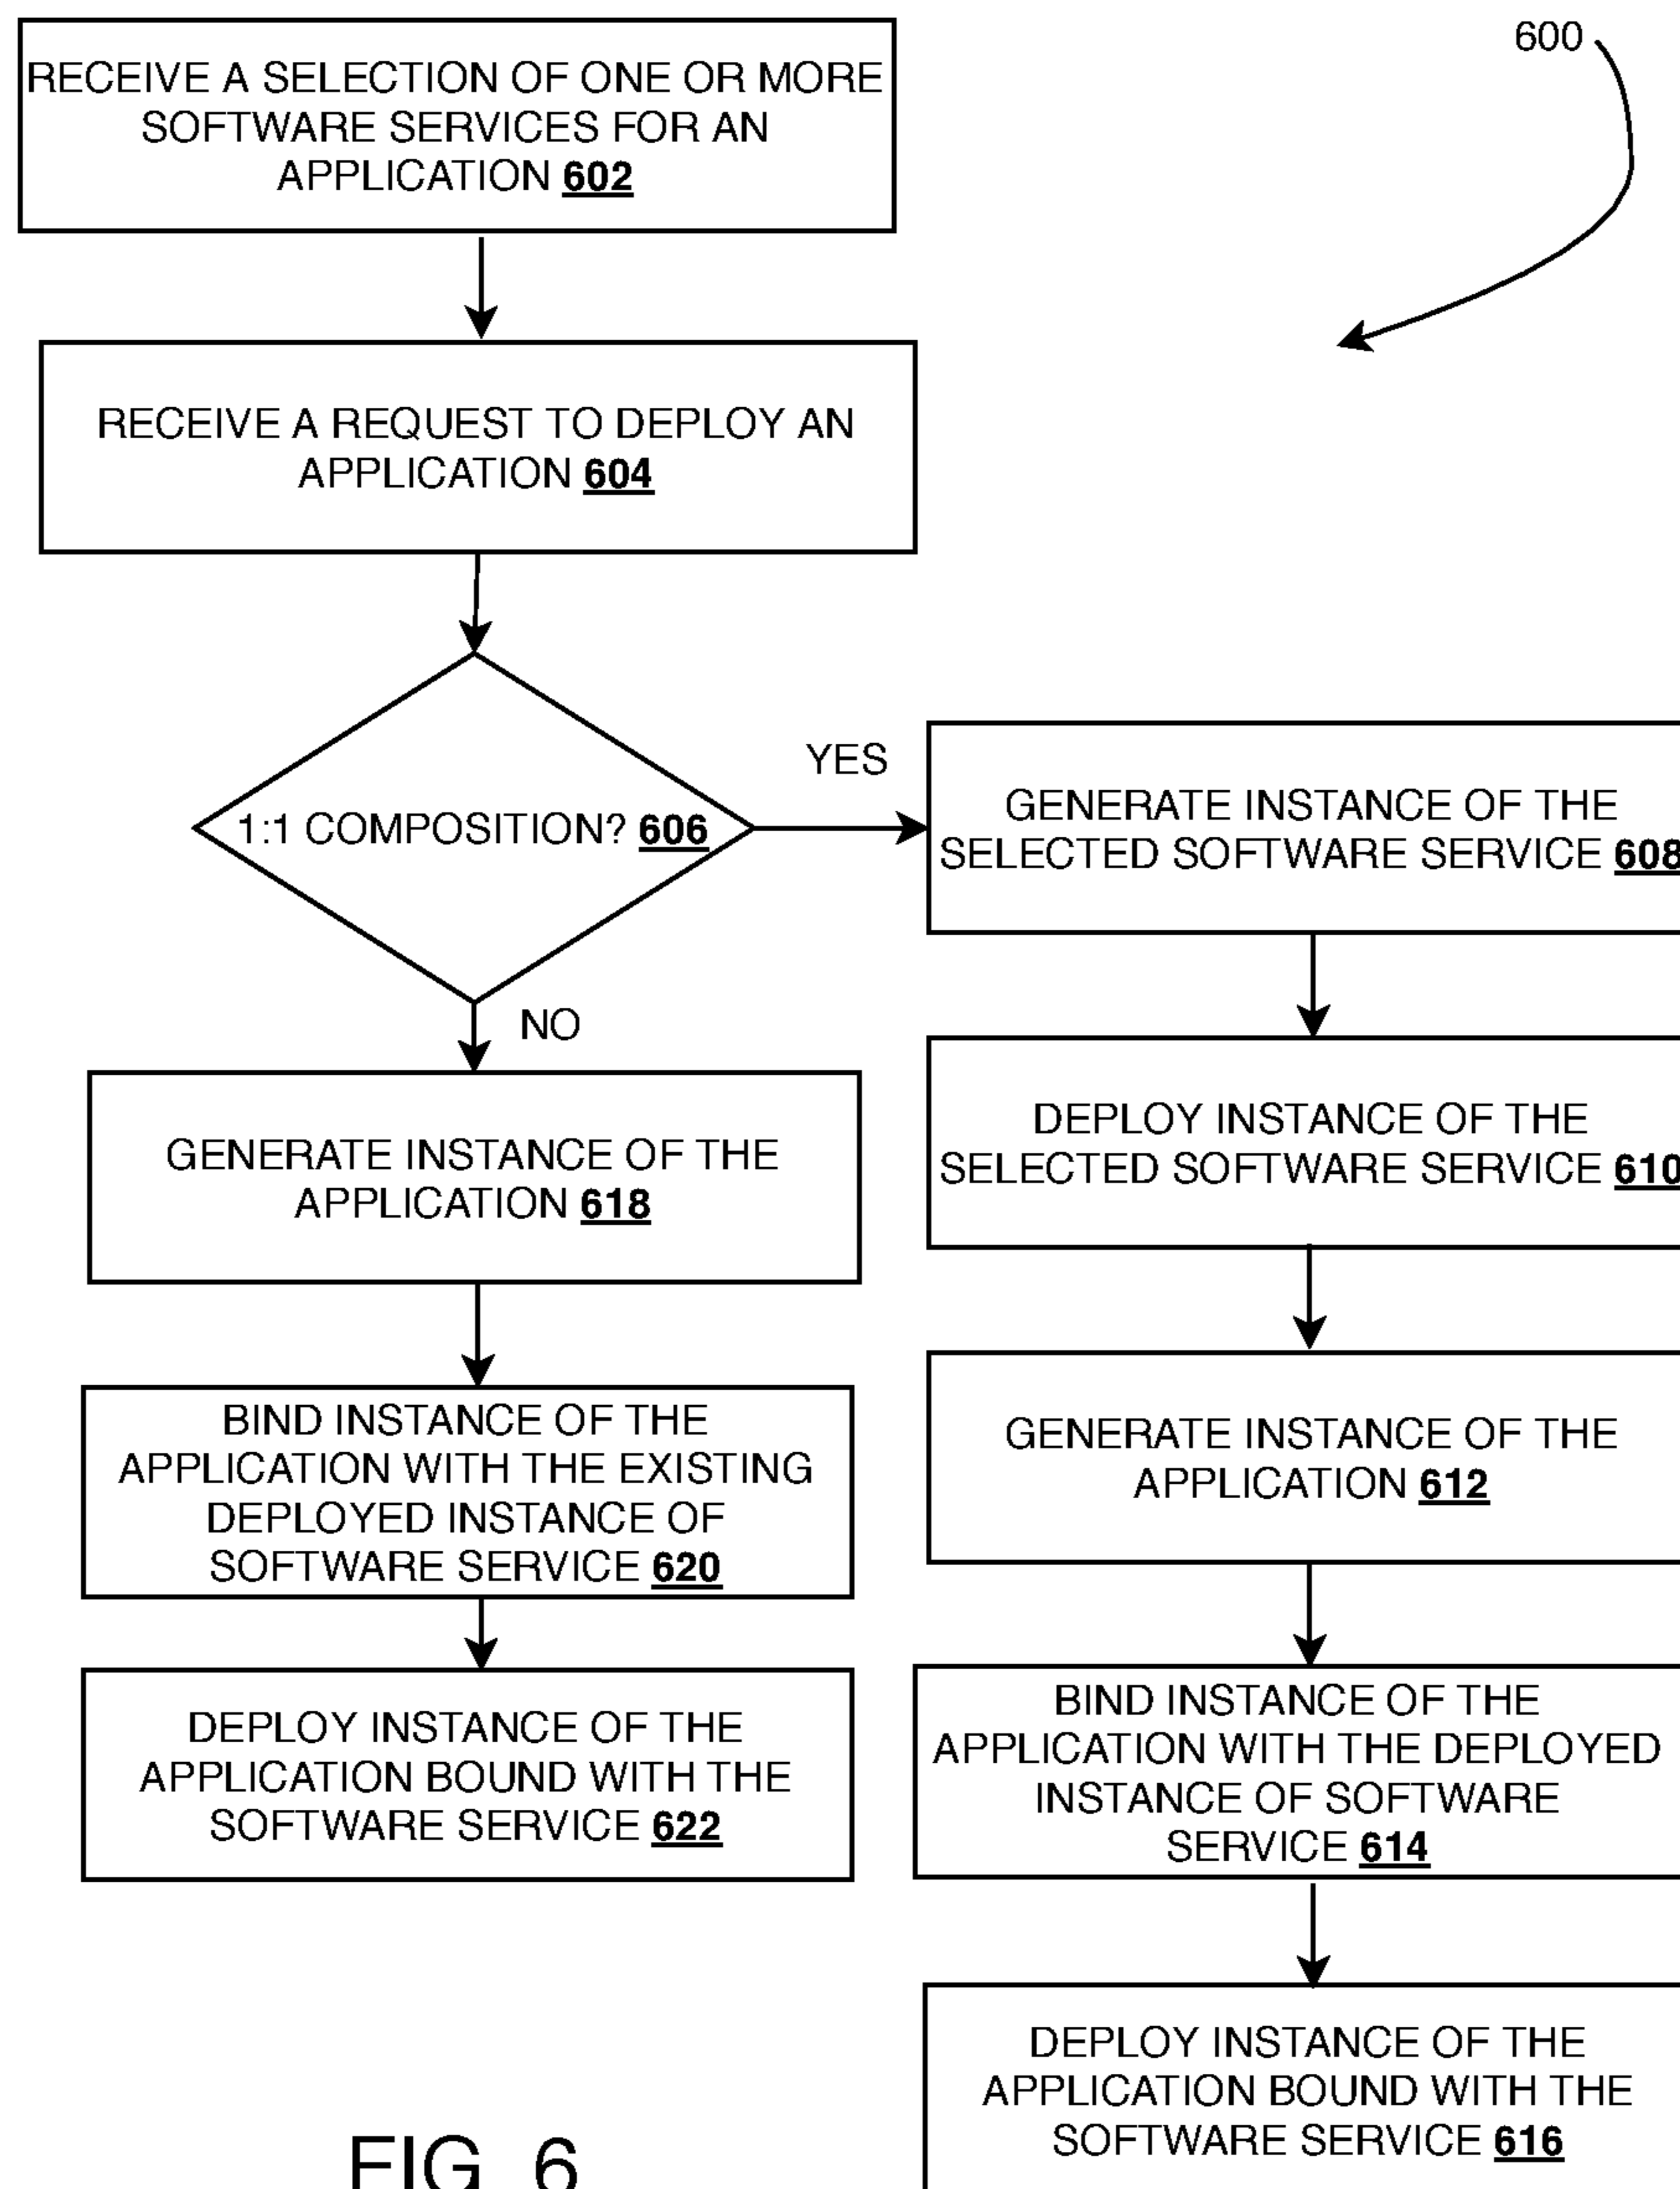 600
RECEIVE A SELECTION OF ONE OR MORE
SOFTWARE SERVICES FOR AN
APPLICATION 602
RECEIVE A REQUEST TO DEPLOY AN
APPLICATION 604
1:1 COMPOSITION? 606
YES
NO
GENERATE INSTANCE OF THE
SELECTED SOFTWARE SERVICE 608
DEPLOY INSTANCE OF THE
SELECTED SOFTWARE SERVICE 610
GENERATE INSTANCE OF THE
APPLICATION 612
BIND INSTANCE OF THE
APPLICATION WITH THE DEPLOYED
INSTANCE OF SOFTWARE
SERVICE 614
DEPLOY INSTANCE OF THE
APPLICATION BOUND WITH THE
SOFTWARE SERVICE 616
GENERATE INSTANCE OF THE
APPLICATION 618
BIND INSTANCE OF THE
APPLICATION WITH THE EXISTING
DEPLOYED INSTANCE OF
SOFTWARE SERVICE 620
DEPLOY INSTANCE OF THE
APPLICATION BOUND WITH THE
SOFTWARE SERVICE 622
FIG. 6